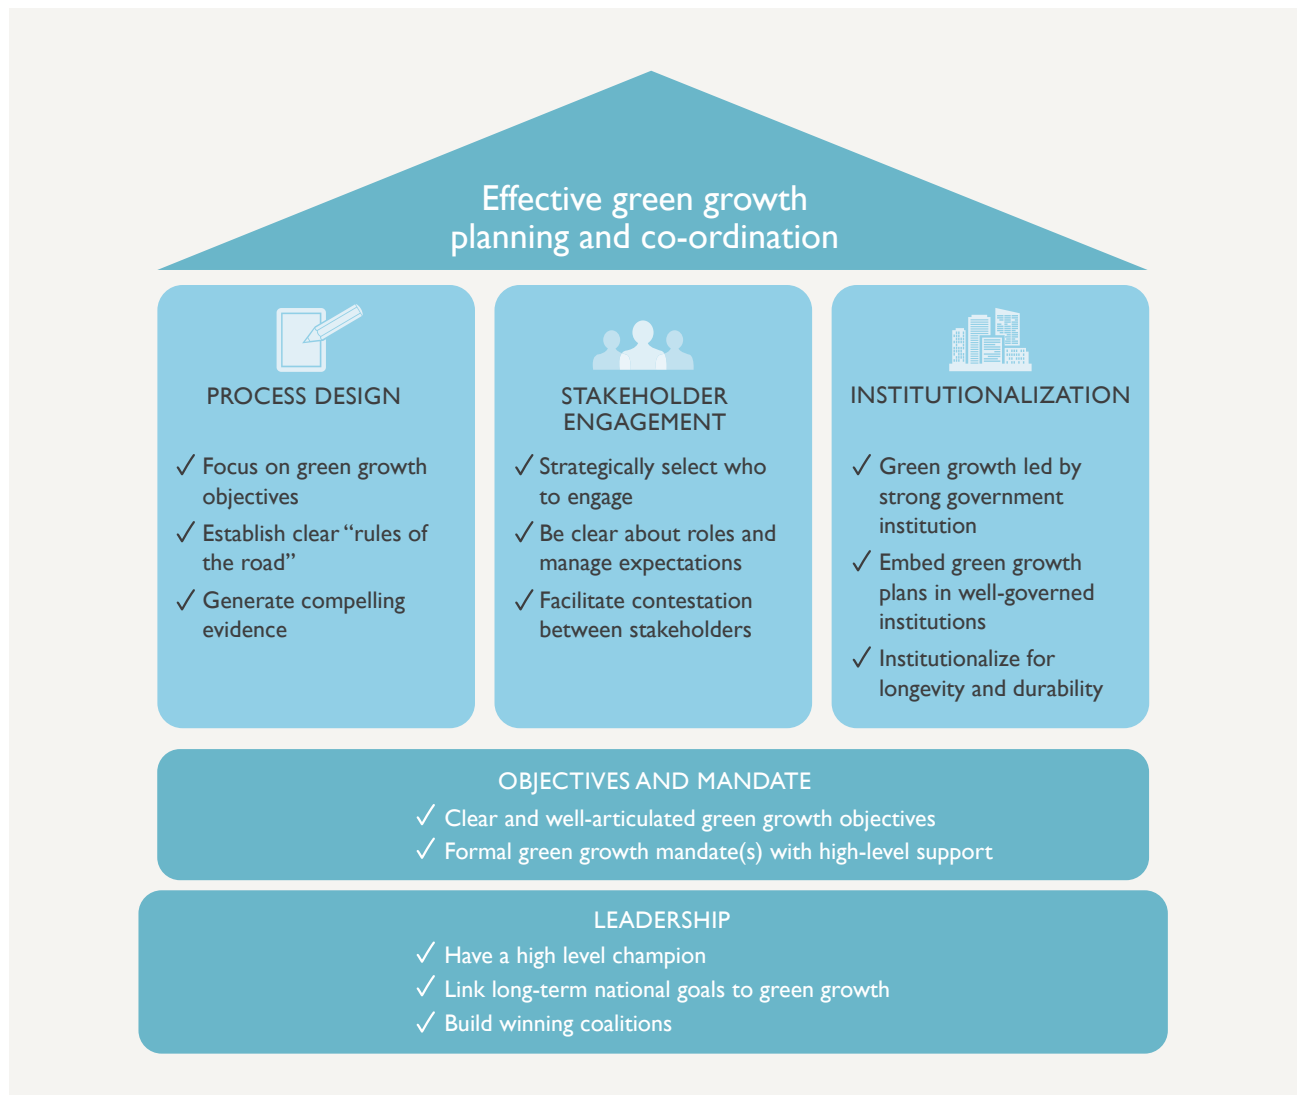 Effective green growth
planning and co-ordination
PROCESS DESIGN
✓ Focus on green growth
objectives
✓ Establish clear “rules of
the road”
✓ Generate compelling
evidence
STAKEHOLDER
ENGAGEMENT
✓ Strategically select who
to engage
✓ Be clear about roles and
manage expectations
✓ Facilitate contestation
between stakeholders
INSTITUTIONALIZATION
✓ Green growth led by
strong government
institution
✓ Embed green growth
plans in well-governed
institutions
✓ Institutionalize for
longevity and durability
OBJECTIVES AND MANDATE
✓ Clear and well-articulated green growth objectives
✓ Formal green growth mandate(s) with high-level support
LEADERSHIP
✓ Have a high level champion
✓ Link long-term national goals to green growth
✓ Build winning coalitions